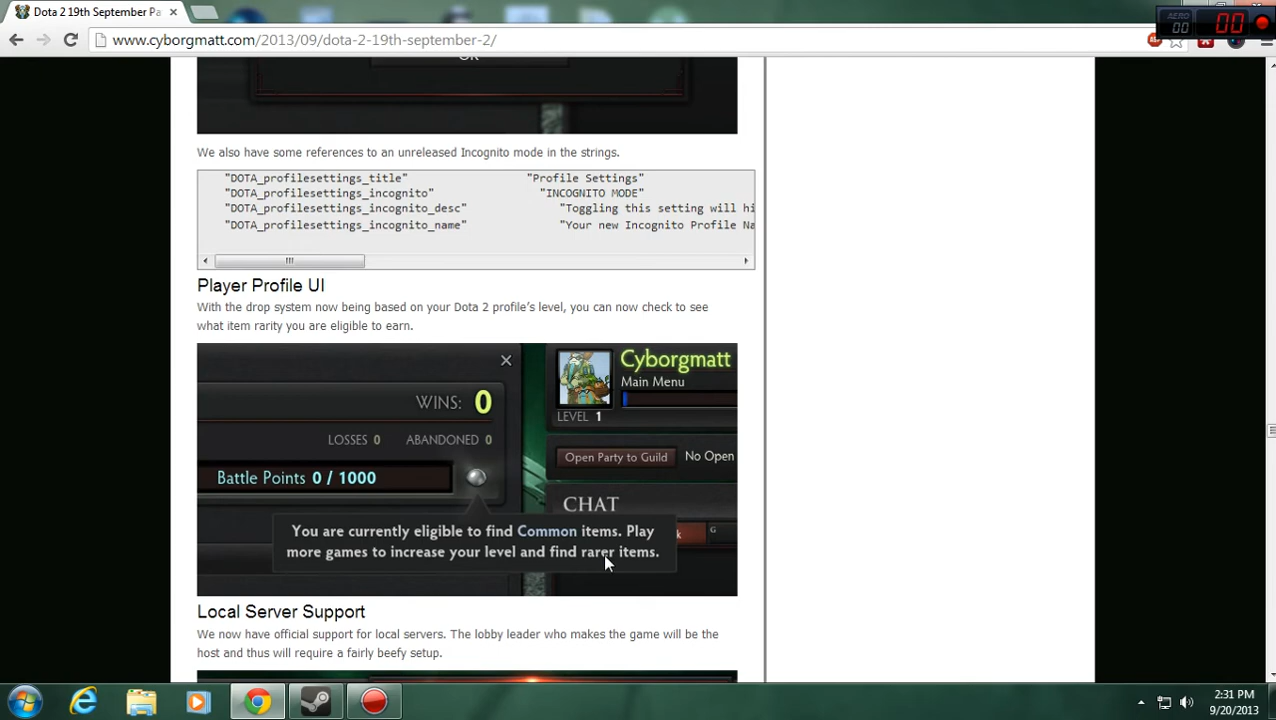 Dota 2 19th September Pa
www.cyborgmatt.com/2013/09/dota-2-19th-september-2/
AERO
00
00
We also have some references to an unreleased Incognito mode in the strings.
"DOTA_profilesettings_title" "Profile Settings"
"DOTA_profilesettings_incognito" "INCOGNITO MODE"
"DOTA_profilesettings_incognito_desc" "Toggling this setting will hi
"DOTA_profilesettings_incognito_name" "Your new Incognito Profile Na
Player Profile UI
With the drop system now being based on your Dota 2 profile's level, you can now check to see
what item rarity you are eligible to earn.
Cyborgmatt
Main Menu
WINS: 0
LEVEL 1
LOSSES 0 ABANDONED 0
Open Party to Guild No Open
Battle Points 0 / 1000
CHAT
You are currently eligible to find Common items. Play
more games to increase your level and find rarer items.
G
Local Server Support
We now have official support for local servers. The lobby leader who makes the game will be the
host and thus will require a fairly beefy setup.
2:31 PM
9/20/2013